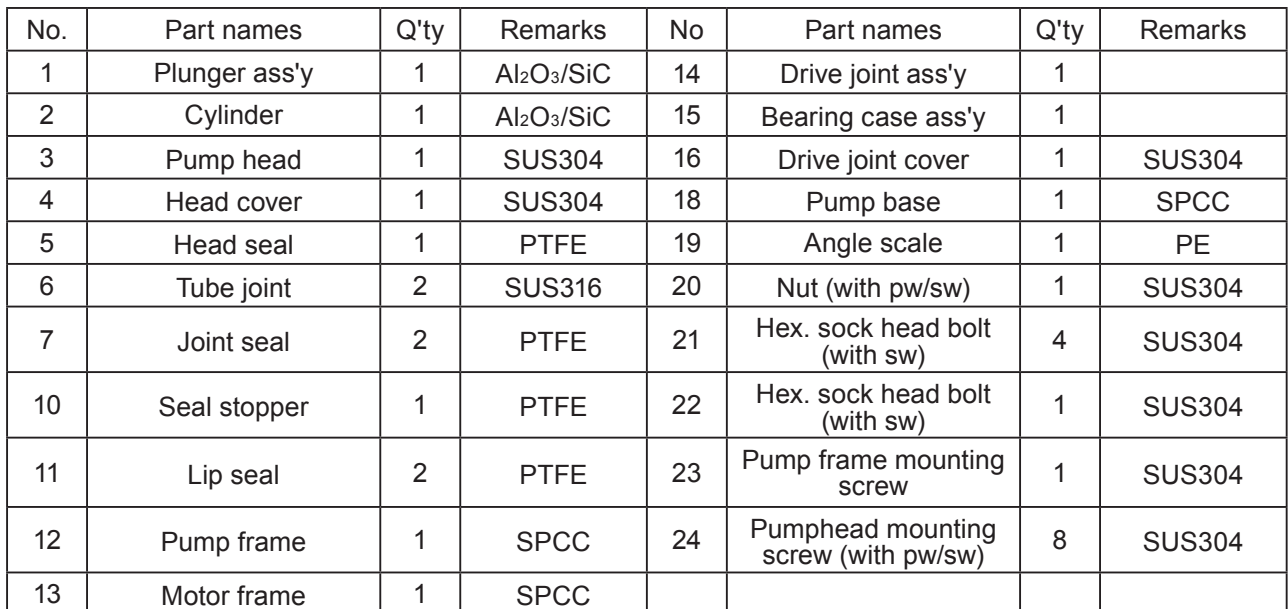 No. Part names Q'ty Remarks No Part names Q'ty Remarks
1 Plunger ass'y 1 Al₂O₃/SiC 14 Drive joint ass'y 1
2 Cylinder 1 Al₂O₃/SiC 15 Bearing case ass'y 1
3 Pump head 1 SUS304 16 Drive joint cover 1 SUS304
4 Head cover 1 SUS304 18 Pump base 1 SPCC
5 Head seal 1 PTFE 19 Angle scale 1 PE
6 Tube joint 2 SUS316 20 Nut (with pw/sw) 1 SUS304
7 Joint seal 2 PTFE 21 Hex. sock head bolt
(with sw) 4 SUS304
10 Seal stopper 1 PTFE 22 Hex. sock head bolt
(with sw) 1 SUS304
11 Lip seal 2 PTFE 23 Pump frame mounting
screw 1 SUS304
12 Pump frame 1 SPCC 24 Pumphead mounting
screw (with pw/sw) 8 SUS304
13 Motor frame 1 SPCC